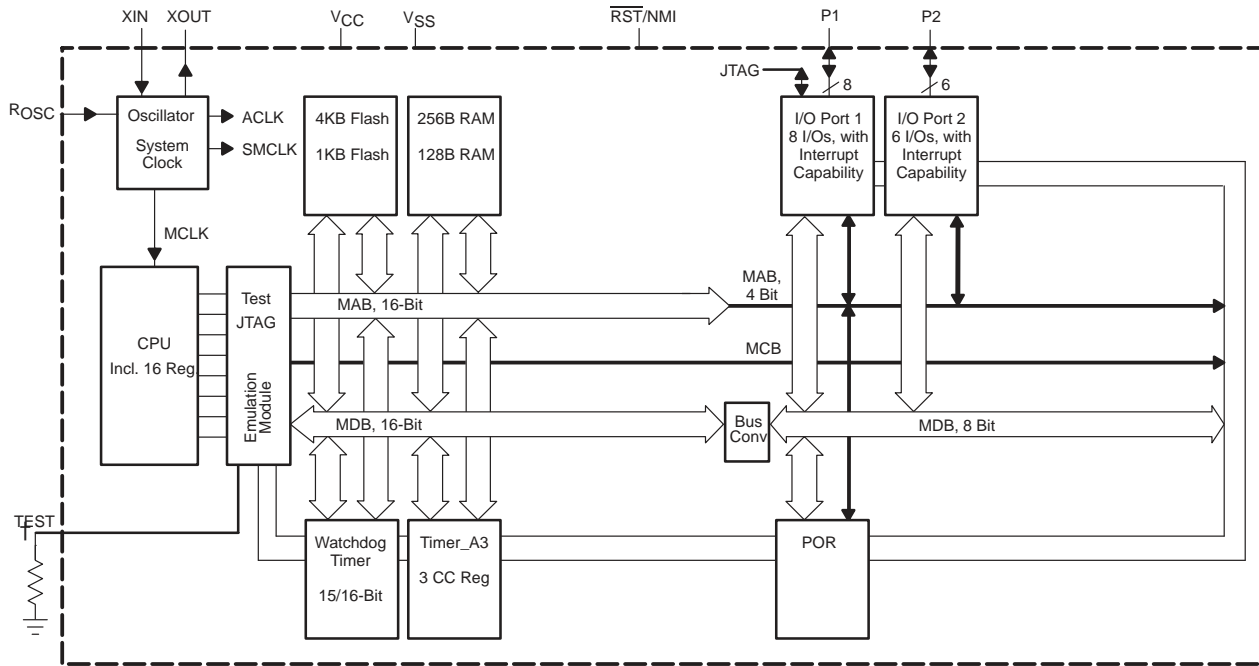 XIN
XOUT
VCC
VSS
RST/NMI
P1
P2
JTAG
8
6
ROSC
Oscillator
System
Clock
ACLK
SMCLK
4KB Flash
1KB Flash
256B RAM
128B RAM
I/O Port 1
8 I/Os, with
Interrupt
Capability
I/O Port 2
6 I/Os, with
Interrupt
Capability
MCLK
CPU
Incl. 16 Reg.
Test
JTAG
Emulation
Module
MAB, 16-Bit
MAB,
4 Bit
MCB
MDB, 16-Bit
Bus
Conv
MDB, 8 Bit
TEST
Watchdog
Timer
15/16-Bit
Timer_A3
3 CC Reg
POR